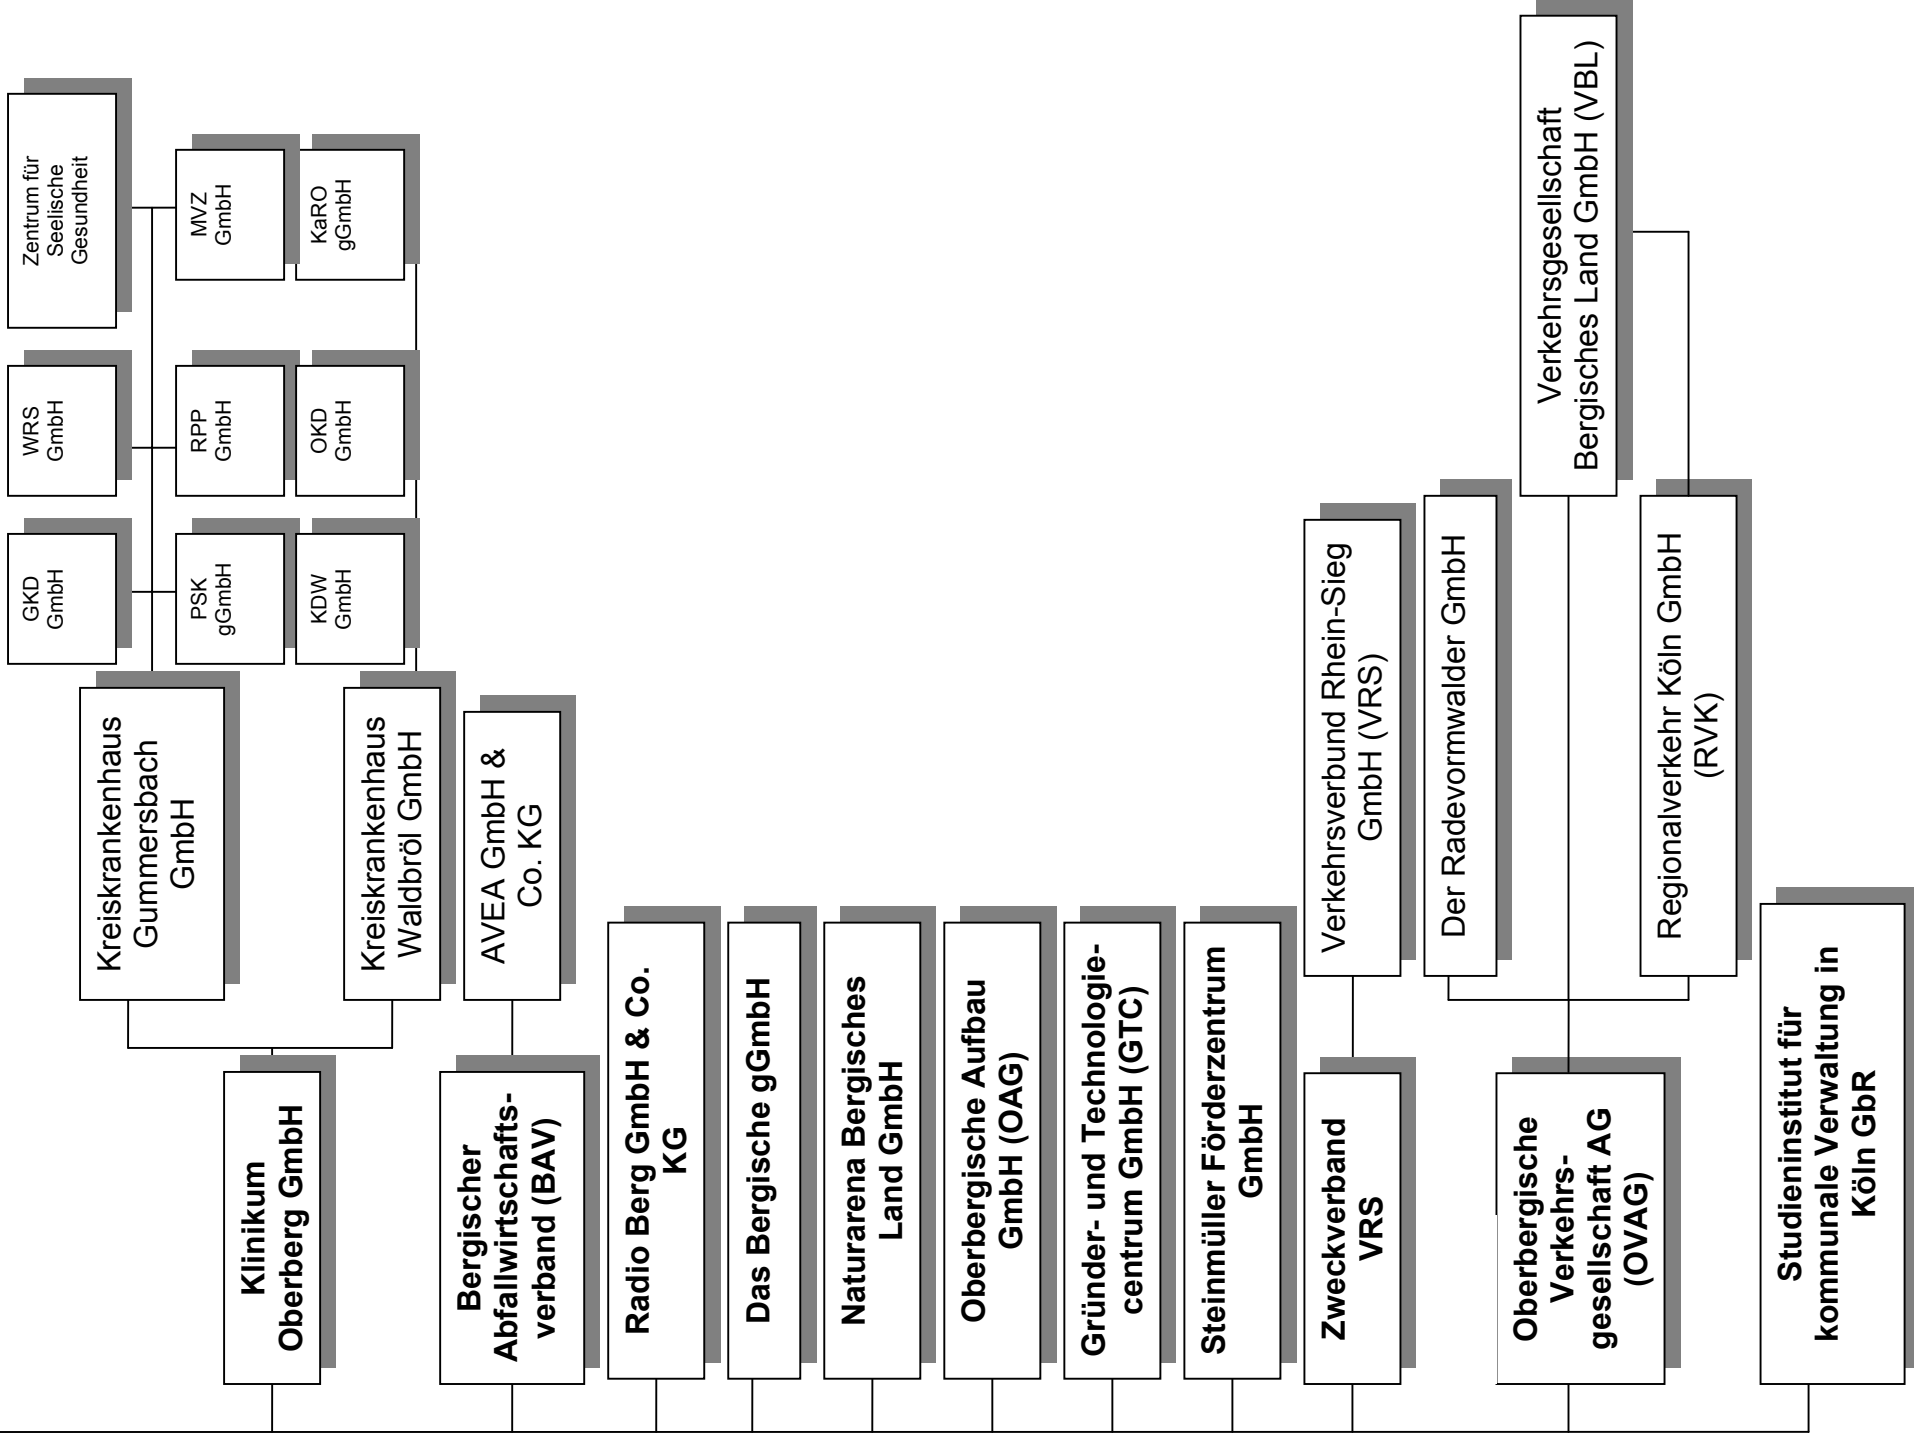 Klinikum
Oberberg GmbH
Kreiskrankenhaus
Gummersbach
GmbH
GKD
GmbH
WRS
GmbH
Zentrum für
Seelische
Gesundheit
PSK
gGmbH
RPP
GmbH
MVZ
GmbH
Kreiskrankenhaus
Waldbröl GmbH
KDW
GmbH
OKD
GmbH
KaRO
gGmbH
Bergischer
Abfallwirtschafts-
verband (BAV)
AVEA GmbH &
Co. KG
Radio Berg GmbH & Co.
KG
Das Bergische gGmbH
Naturarena Bergisches
Land GmbH
Oberbergische Aufbau
GmbH (OAG)
Gründer- und Technologie-
centrum GmbH (GTC)
Steinmüller Förderzentrum
GmbH
Zweckverband
VRS
Verkehrsverbund Rhein-Sieg
GmbH (VRS)
Oberbergische
Verkehrs-
gesellschaft AG
(OVAG)
Der Radevormwalder GmbH
Verkehrsgesellschaft
Bergisches Land GmbH (VBL)
Regionalverkehr Köln GmbH
(RVK)
Studieninstitut für
kommunale Verwaltung in
Köln GbR